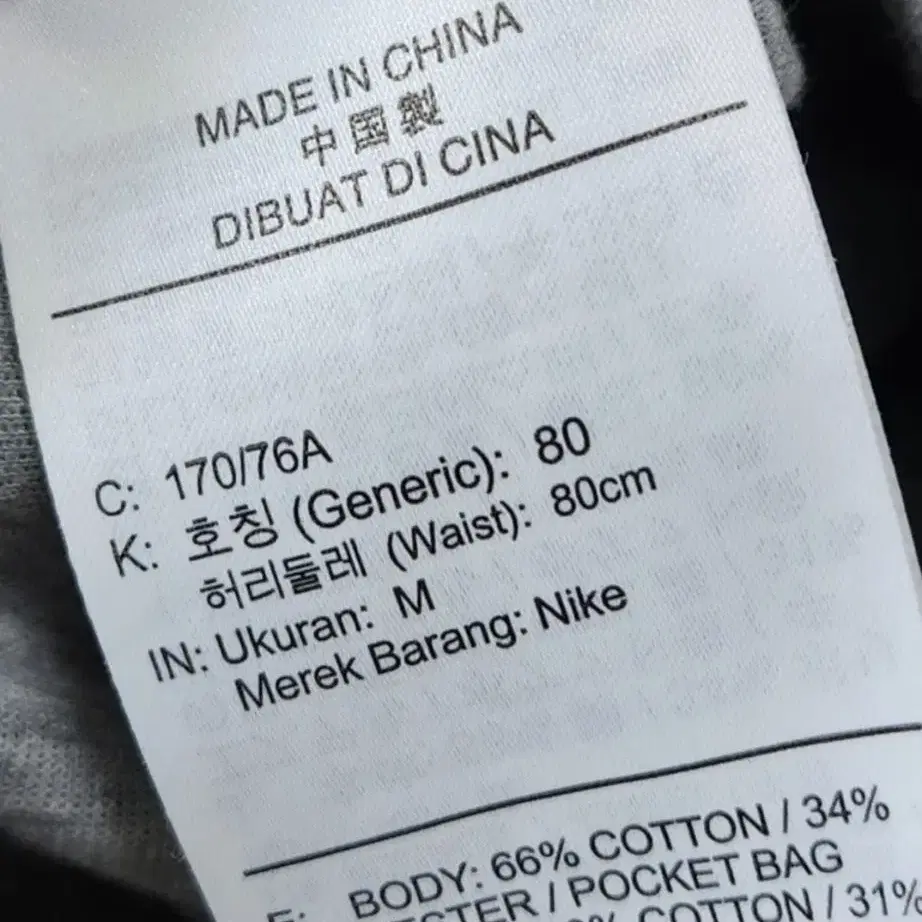 MADE IN CHINA
中国製
DIBUAT DI CINA
C: 170/76A
K: 호칭 (Generic): 80
허리둘레 (Waist): 80cm
IN: Ukuran: M
Merek Barang: Nike
E: BODY: 66% COTTON / 34%
ESTER / POCKET BAG
% COTTON / 31%